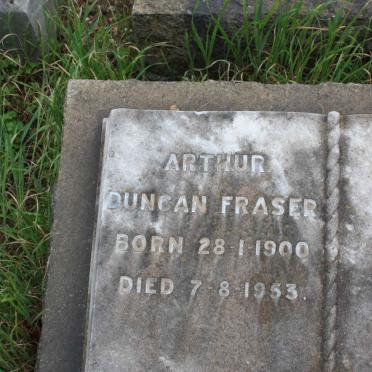 ARTHUR
DUNCAN FRASER
BORN 28-1-1900
DIED 7-8-1953.